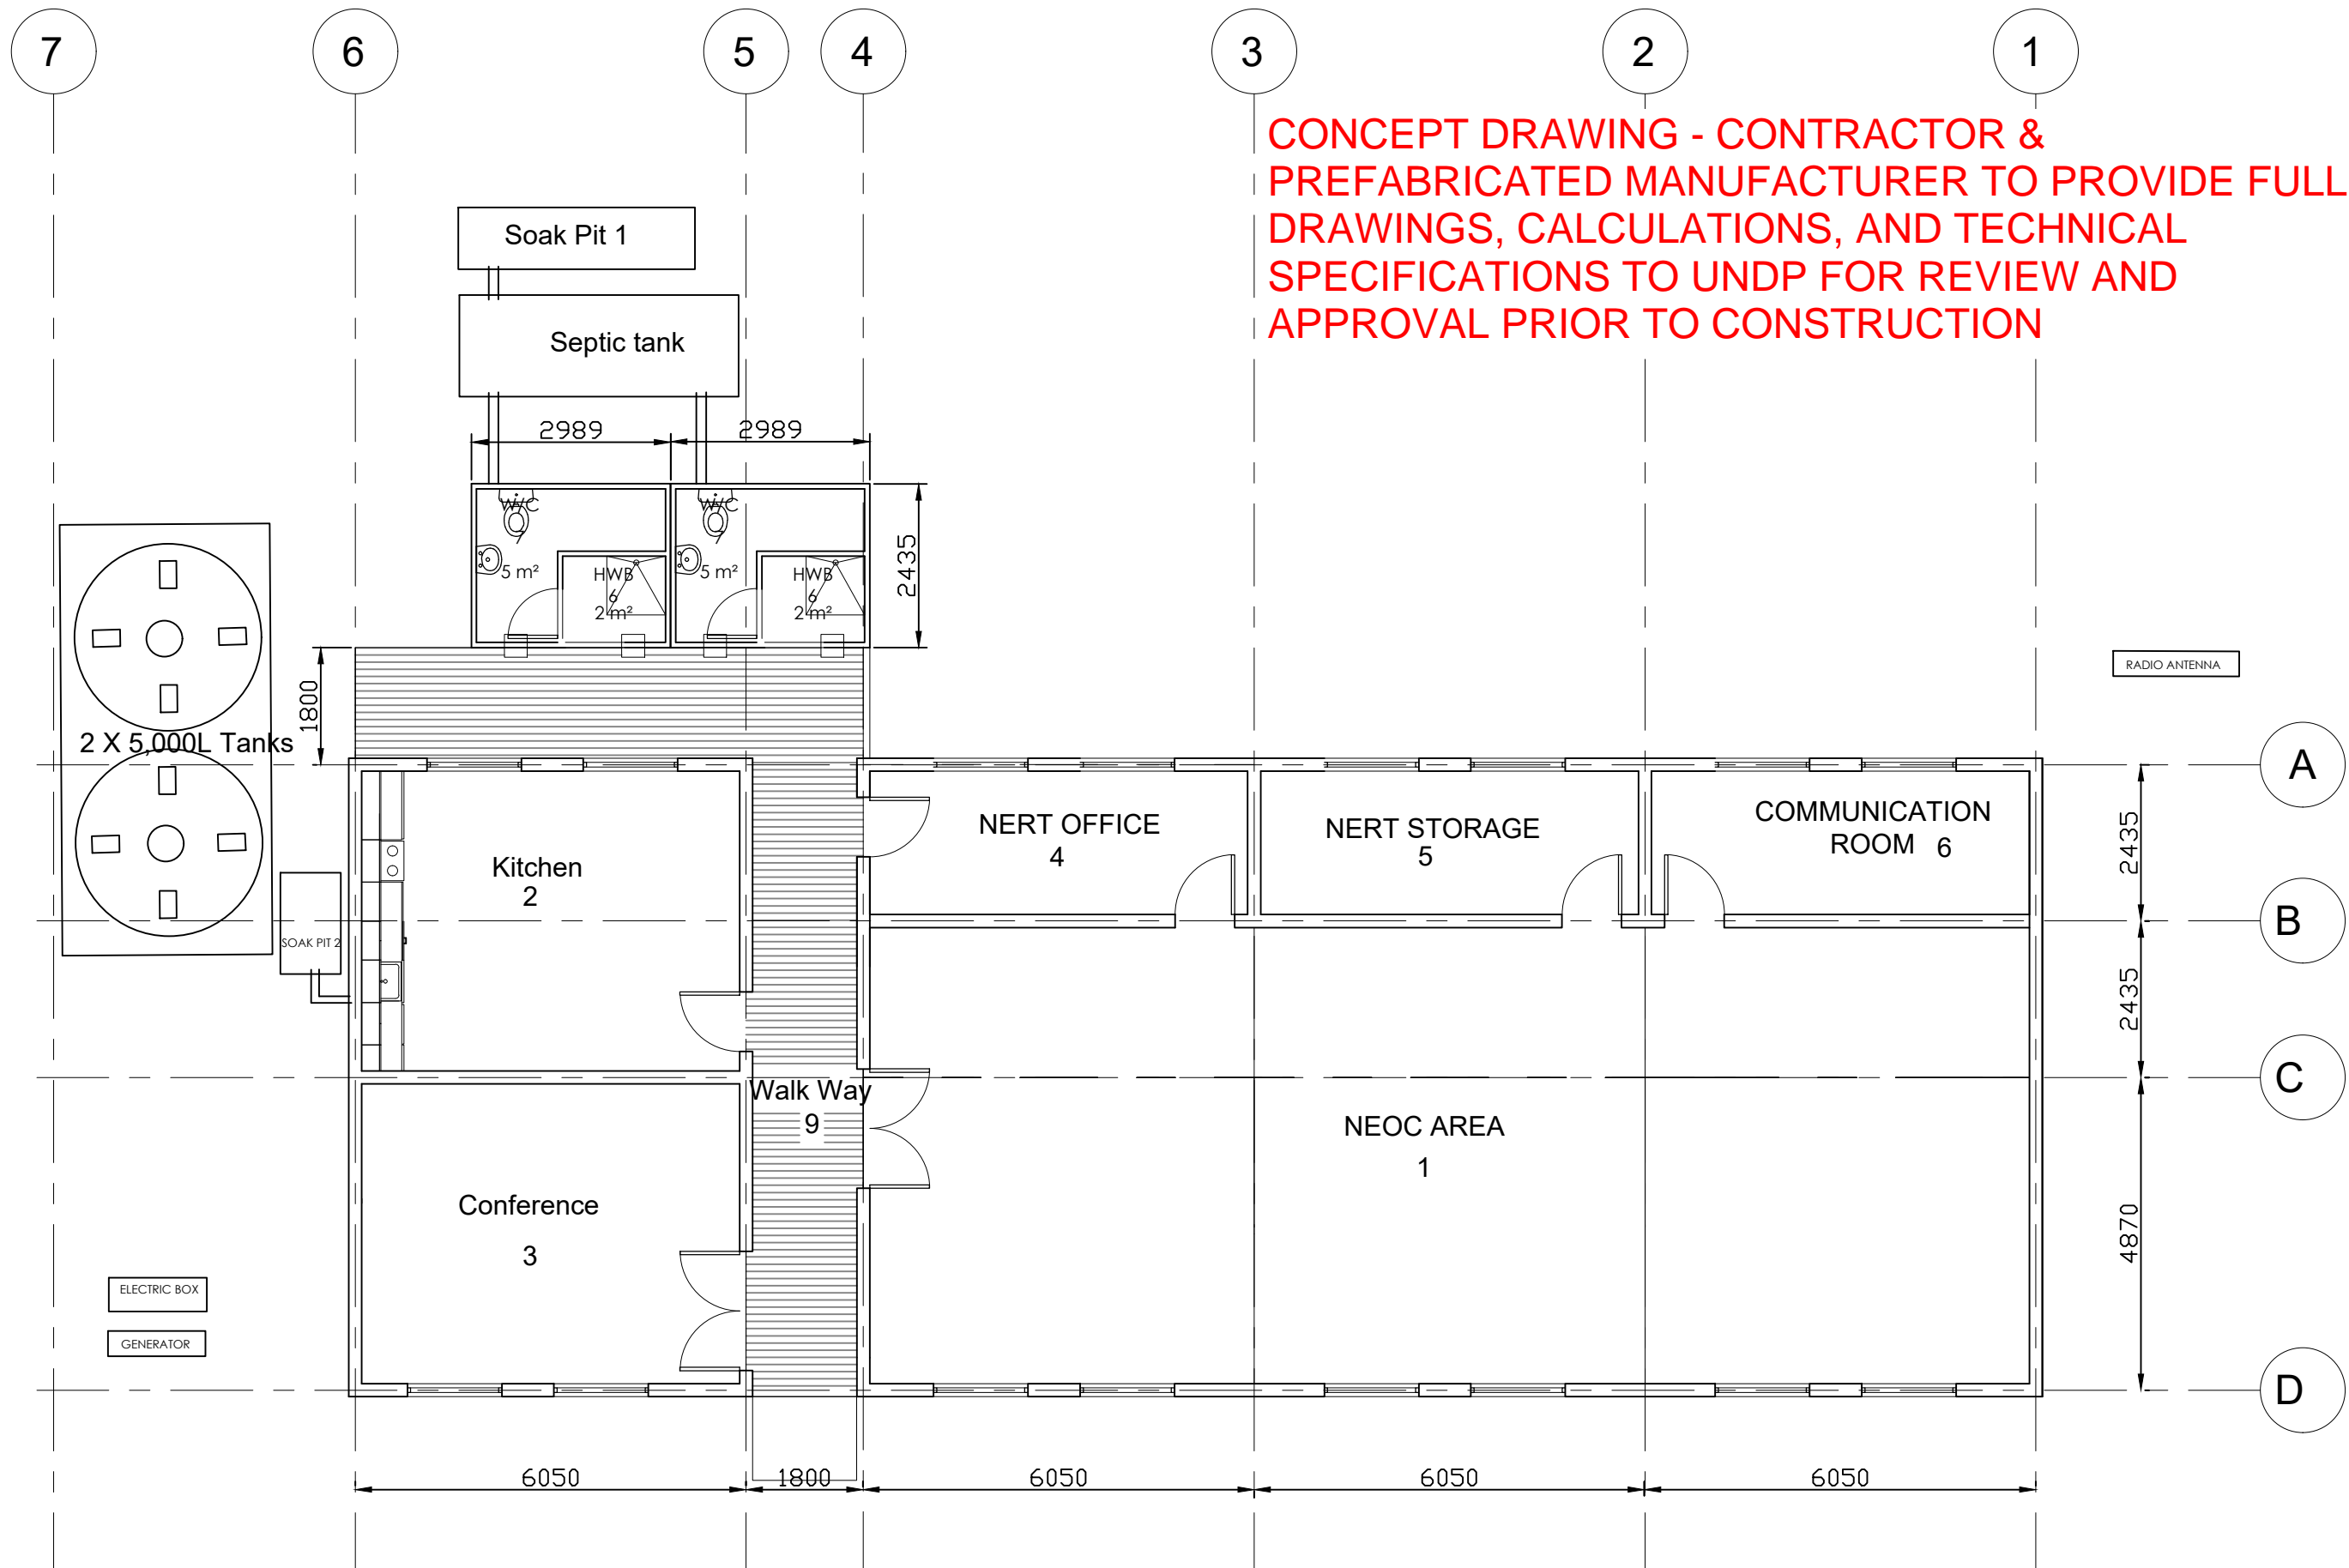 7
6
5
4
3
2
1
CONCEPT DRAWING - CONTRACTOR &
PREFABRICATED MANUFACTURER TO PROVIDE FULL
DRAWINGS, CALCULATIONS, AND TECHNICAL
SPECIFICATIONS TO UNDP FOR REVIEW AND
APPROVAL PRIOR TO CONSTRUCTION
Soak Pit 1
Septic tank
2989
2989
WC
7
5 m²
HWB
6
2 m²
WC
7
5 m²
HWB
6
2 m²
2435
1800
RADIO ANTENNA
2 X 5,000L Tanks
A
NERT OFFICE
4
NERT STORAGE
5
COMMUNICATION
ROOM 6
2435
Kitchen
2
B
SOAK PIT 2
2435
C
Walk Way
9
NEOC AREA
1
Conference
3
4870
ELECTRIC BOX
GENERATOR
D
6050
1800
6050
6050
6050